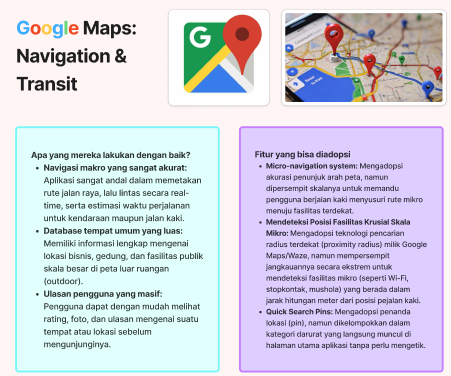 Google Maps:
Navigation &
Transit
G
Apa yang mereka lakukan dengan baik?
• Navigasi makro yang sangat akurat:
Aplikasi sangat andal dalam memetakan
rute jalan raya, lalu lintas secara real-
time, serta estimasi waktu perjalanan
untuk kendaraan maupun jalan kaki.
• Database tempat umum yang luas:
Memiliki informasi lengkap mengenai
lokasi bisnis, gedung, dan fasilitas publik
skala besar di peta luar ruangan
(outdoor).
• Ulasan pengguna yang masif:
Pengguna dapat dengan mudah melihat
rating, foto, dan ulasan mengenai suatu
tempat atau lokasi sebelum
mengunjunginya.
Fitur yang bisa diadopsi
• Micro-navigation system: Mengadopsi
akurasi penunjuk arah peta, namun
dipersempit skalanya untuk memandu
pengguna berjalan kaki menyusuri rute mikro
menuju fasilitas terdekat.
• Mendeteksi Posisi Fasilitas Krusial Skala
Mikro: Mengadopsi teknologi pencarian
radius terdekat (proximity radius) milik Google
Maps/Waze, namun mempersempit
jangkauannya secara ekstrem untuk
mendeteksi fasilitas mikro (seperti Wi-Fi,
stopkontak, mushola) yang berada dalam
jarak hitungan meter dari posisi pejalan kaki.
• Quick Search Pins: Mengadopsi penanda
lokasi (pin), namun dikelompokkan dalam
kategori darurat yang langsung muncul di
halaman utama aplikasi tanpa perlu mengetik.